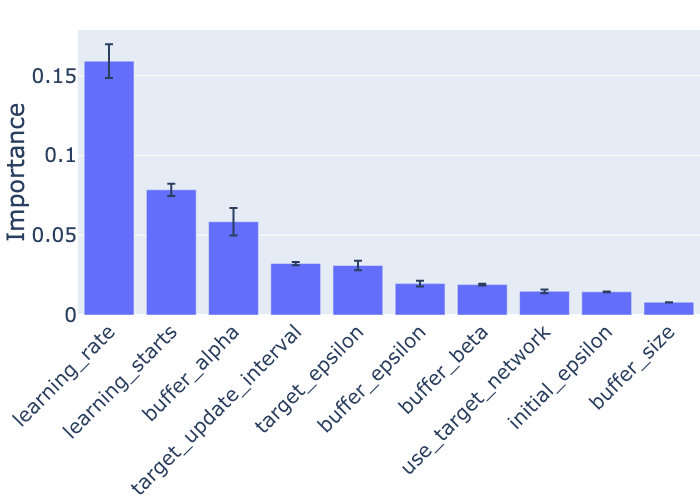 Importance
0.15
0.1
0.05
0
learning_rate
learning_starts
buffer_alpha
target_update_interval
target_epsilon
buffer_epsilon
buffer_beta
use_target_network
initial_epsilon
buffer_size